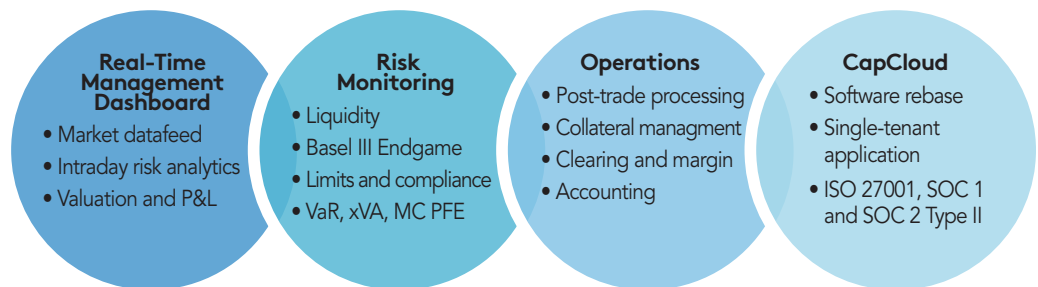 Real-Time
Management
Dashboard
• Market datafeed
• Intraday risk analytics
• Valuation and P&L
Risk
Monitoring
• Liquidity
• Basel III Endgame
• Limits and compliance
• VaR, xVA, MC PFE
Operations
• Post-trade processing
• Collateral managment
• Clearing and margin
• Accounting
CapCloud
• Software rebase
• Single-tenant
application
• ISO 27001, SOC 1
and SOC 2 Type II